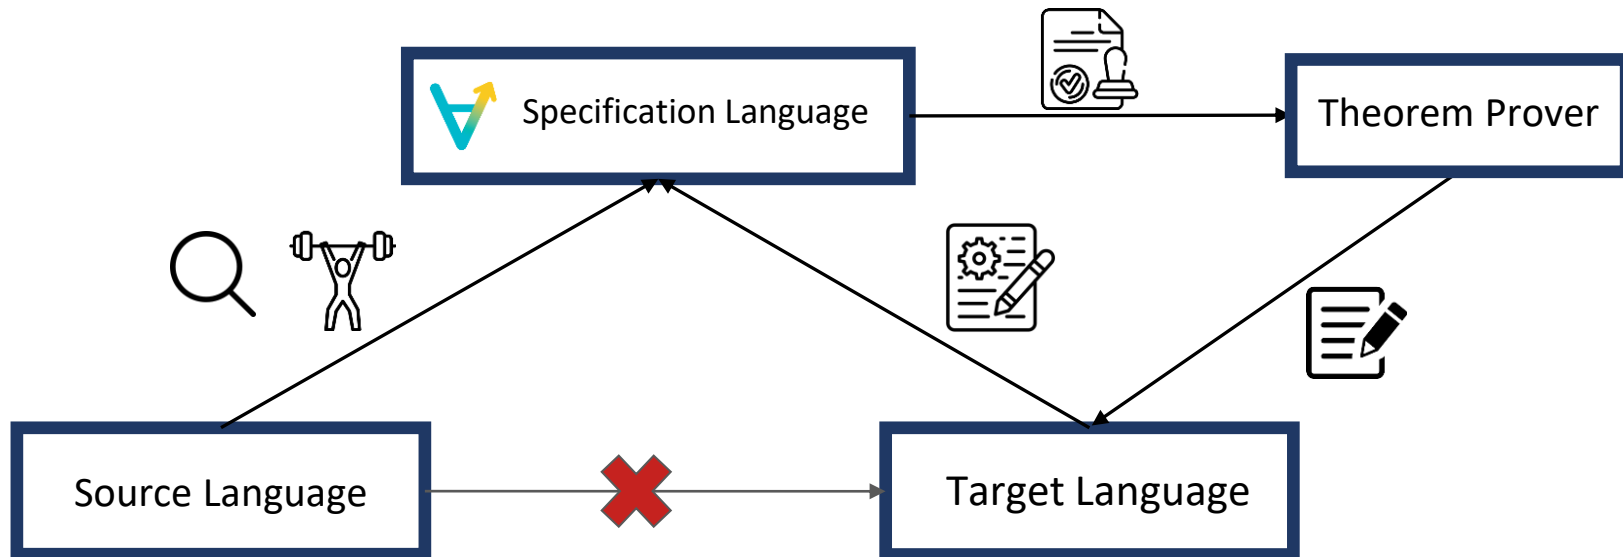 Specification Language
Theorem Prover
Source Language
Target Language